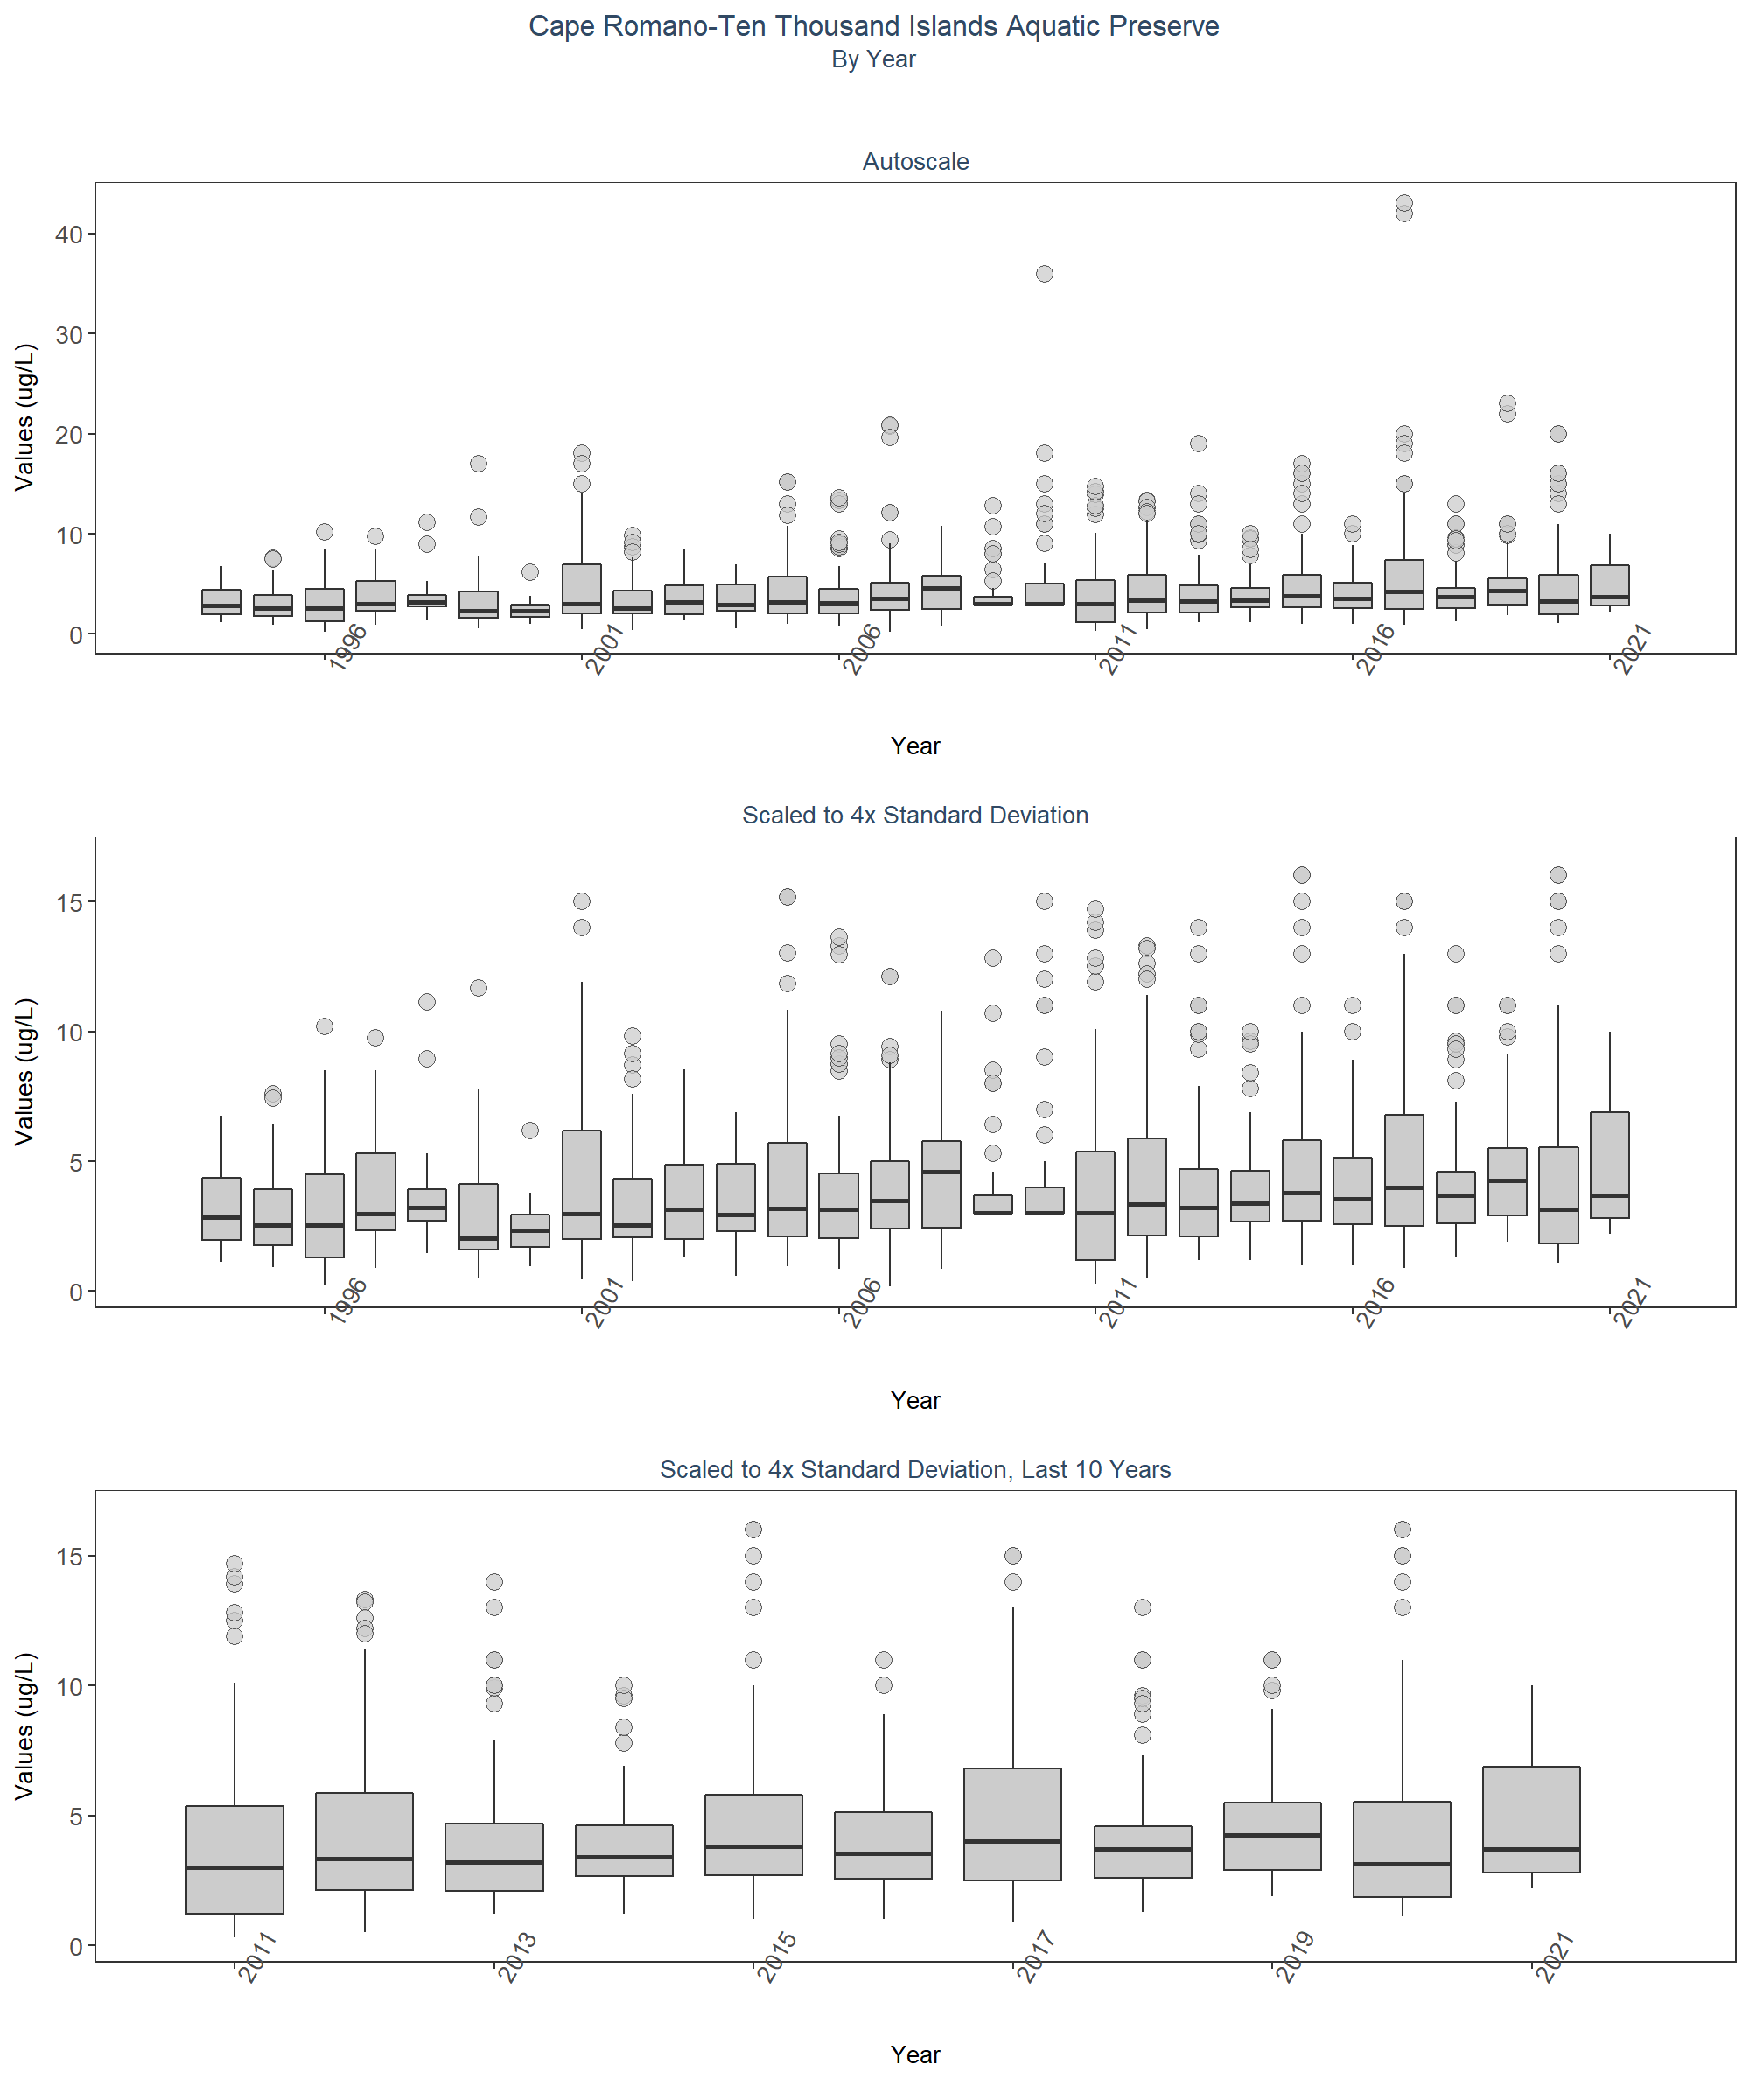 Cape Romano-Ten Thousand Islands Aquatic Preserve
By Year
Autoscale
Values (ug/L)
40
30
20
10
0
1996 2001 2006 2011 2016 2021
Year
Scaled to 4x Standard Deviation
Values (ug/L)
15
10
5
0
1996 2001 2006 2011 2016 2021
Year
Scaled to 4x Standard Deviation, Last 10 Years
Values (ug/L)
15
10
5
0
2011 2013 2015 2017 2019 2021
Year